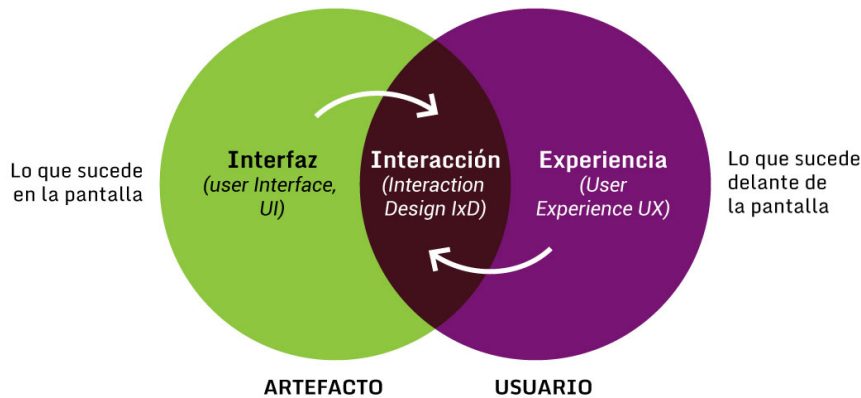 Lo que sucede
en la pantalla
Interfaz
(user Interface,
UI)
Interacción
(Interaction
Design IxD)
Experiencia
(User
Experience UX)
Lo que sucede
delante de
la pantalla
ARTEFACTO
USUARIO